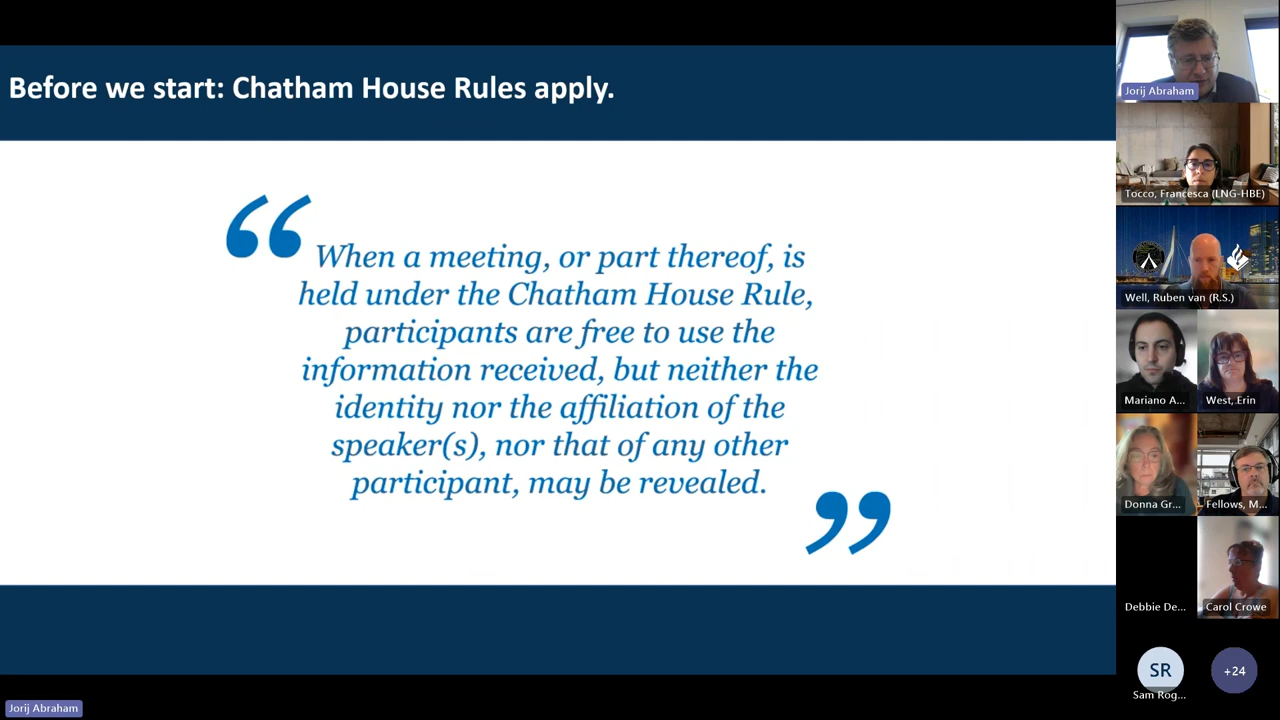 Before we start: Chatham House Rules apply.
“ When a meeting, or part thereof, is
held under the Chatham House Rule,
participants are free to use the
information received, but neither the
identity nor the affiliation of the
speaker(s), nor that of any other
participant, may be revealed. ”
Jorij Abraham
Tocco, Francesca (LNG-HBE)
Well, Ruben van (R.S.)
Mariano A...
West, Erin
Donna Gr...
Fellows, M...
Debbie De...
Carol Crowe
SR
Sam Rog...
+24
Jorij Abraham